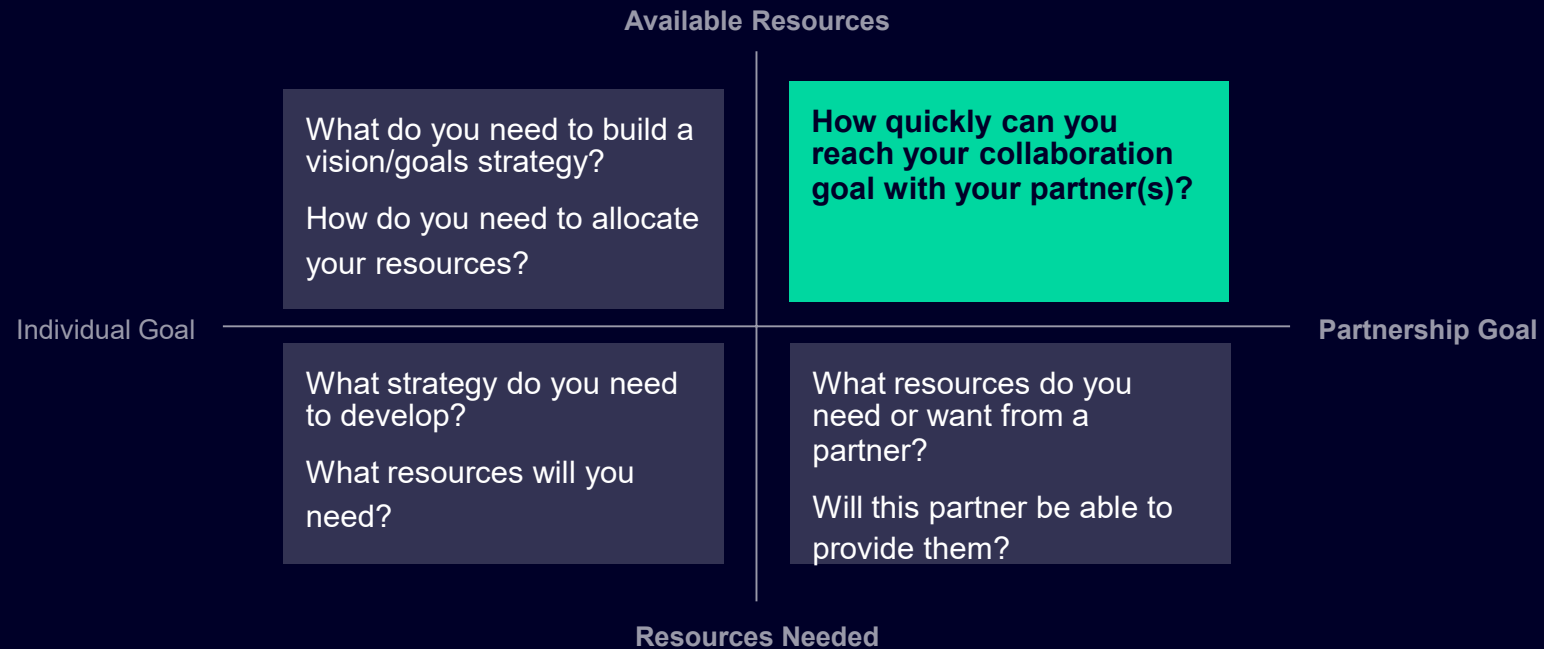 Available Resources
What do you need to build a
vision/goals strategy?
How do you need to allocate
your resources?
How quickly can you
reach your collaboration
goal with your partner(s)?
Individual Goal
Partnership Goal
What strategy do you need
to develop?
What resources will you
need?
What resources do you
need or want from a
partner?
Will this partner be able to
provide them?
Resources Needed